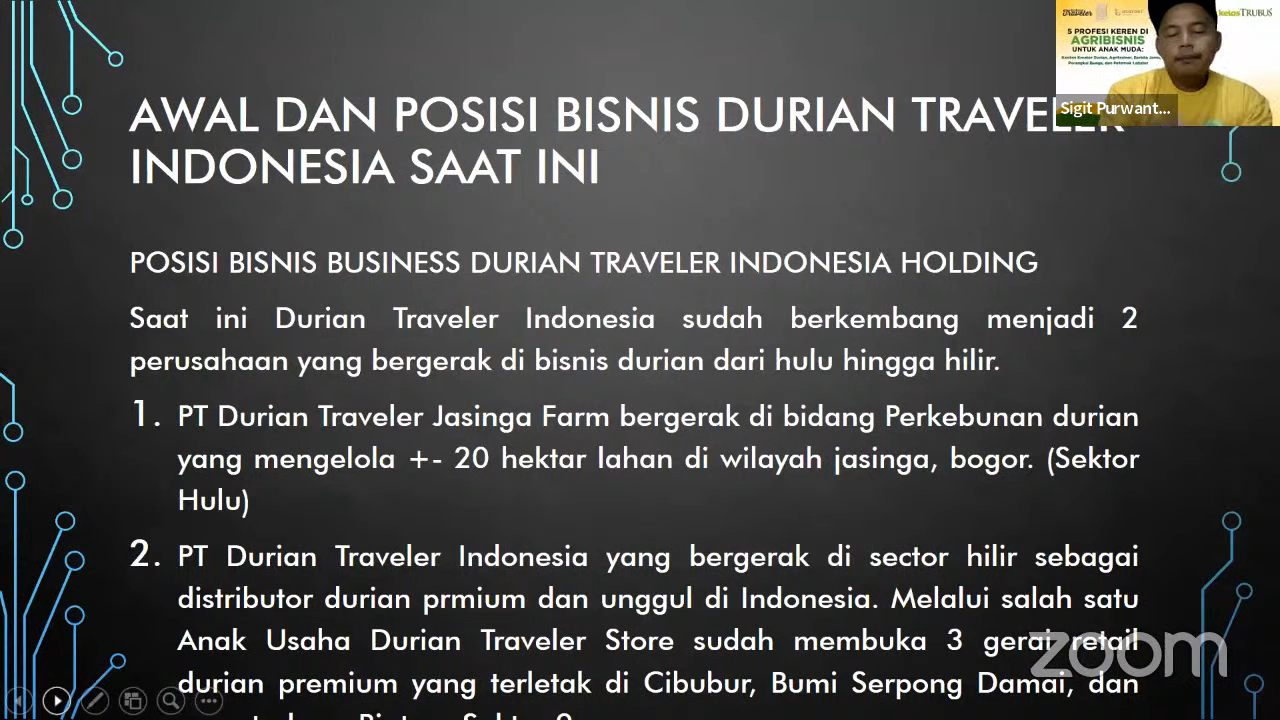 Traveler
kelasTRUBUS
5 PROFESI KEREN DI
AGRIBISNIS
UNTUK ANAK MUDA:
Sigit Purwant...
AWAL DAN POSISI BISNIS DURIAN TRAVELER
INDONESIA SAAT INI
POSISI BISNIS BUSINESS DURIAN TRAVELER INDONESIA HOLDING
Saat ini Durian Traveler Indonesia sudah berkembang menjadi 2
perusahaan yang bergerak di bisnis durian dari hulu hingga hilir.
1. PT Durian Traveler Jasinga Farm bergerak di bidang Perkebunan durian
yang mengelola +- 20 hektar lahan di wilayah jasinga, bogor. (Sektor
Hulu)
2. PT Durian Traveler Indonesia yang bergerak di sector hilir sebagai
distributor durian prmium dan unggul di Indonesia. Melalui salah satu
Anak Usaha Durian Traveler Store sudah membuka 3 gerai retail
durian premium yang terletak di Cibubur, Bumi Serpong Damai, dan
zoom